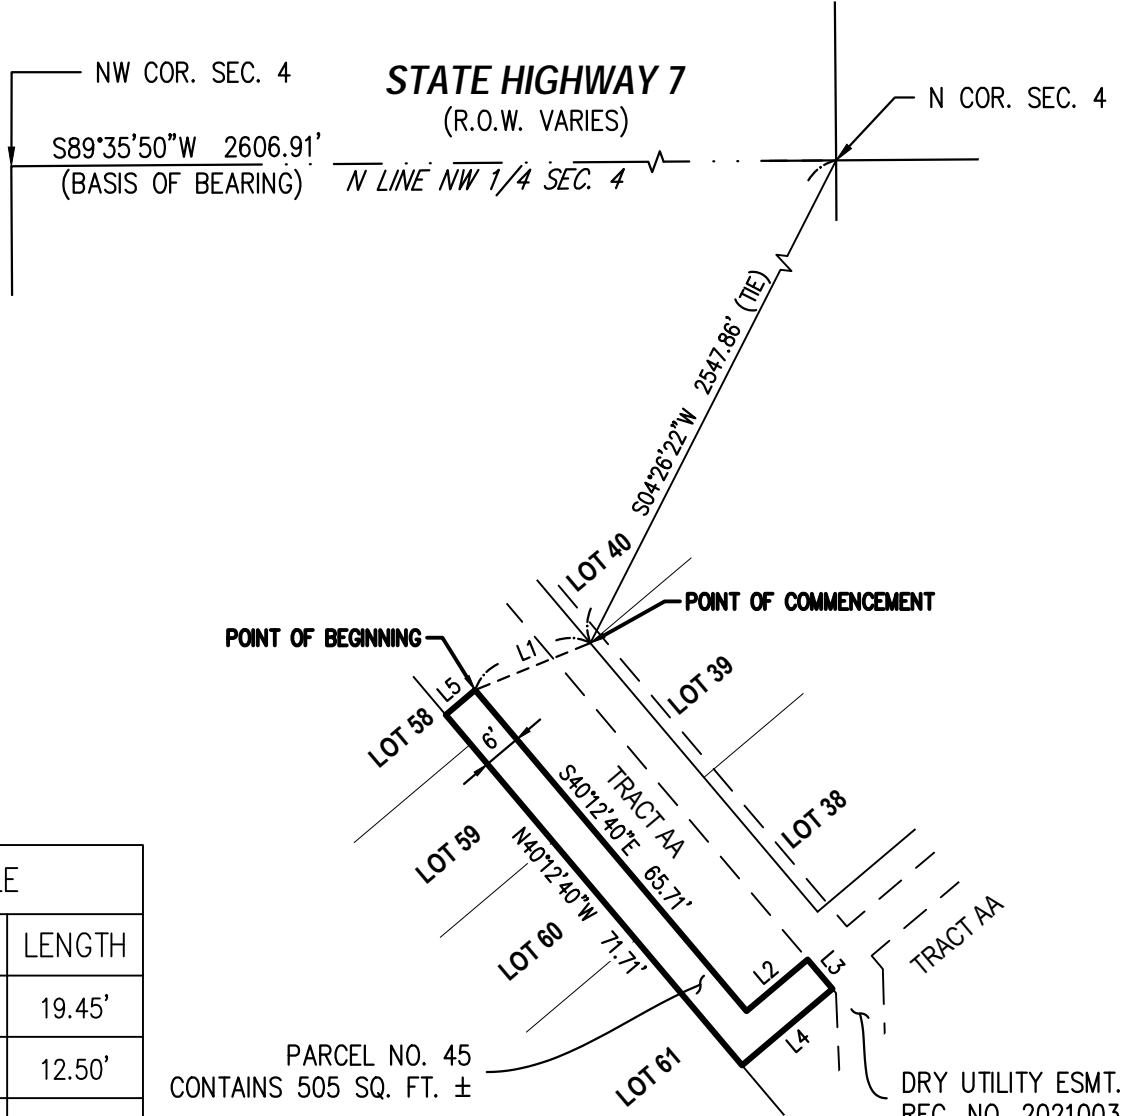 NW COR. SEC. 4
STATE HIGHWAY 7
(R.O.W. VARIES)
N COR. SEC. 4
S89°35'50"W 2606.91'
(BASIS OF BEARING)
N LINE NW 1/4 SEC. 4
S04°26'22"W 2547.86' (TIE)
LOT 40
POINT OF COMMENCEMENT
POINT OF BEGINNING
L1
LOT 39
L5
LOT 58
6'
S40°12'40"E 65.71'
TRACT AA
LOT 38
LOT 59
N40°12'40"W 71.71'
LOT 60
TRACT AA
L2
L3
L4
LOT 61
PARCEL NO. 45
CONTAINS 505 SQ. FT. ±
DRY UTILITY ESMT.
REC. NO. 2021003
LE
LENGTH
19.45'
12.50'